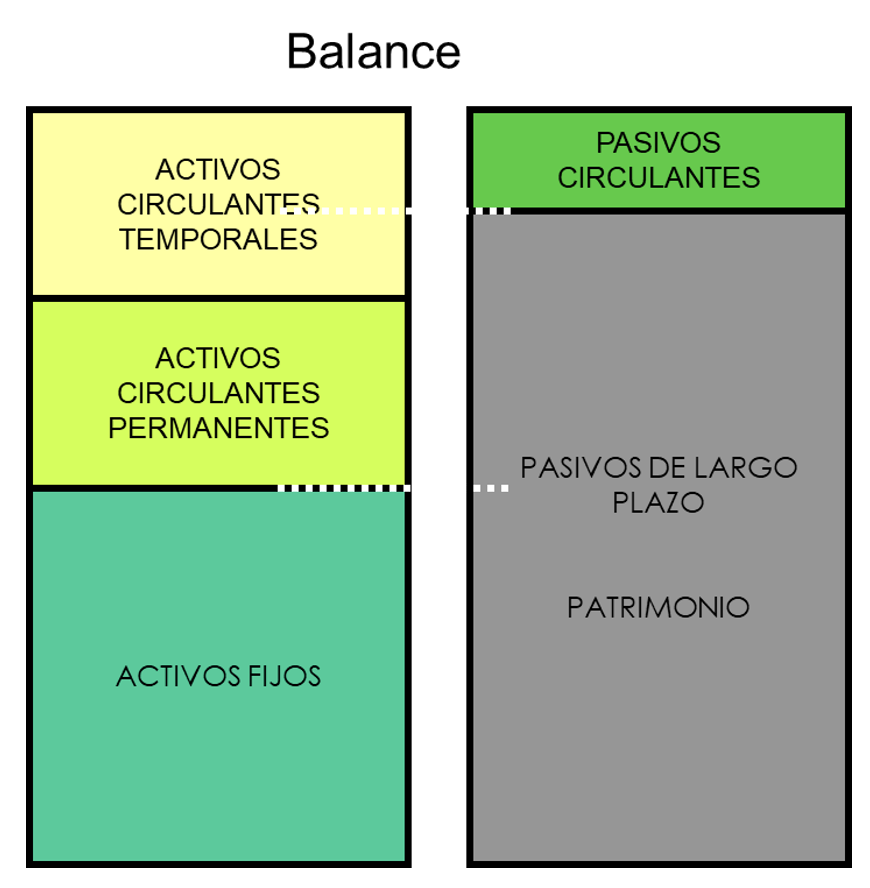 Balance
ACTIVOS
CIRCULANTES
TEMPORALES
ACTIVOS
CIRCULANTES
PERMANENTES
ACTIVOS FIJOS
PASIVOS
CIRCULANTES
PASIVOS DE LARGO
PLAZO
PATRIMONIO